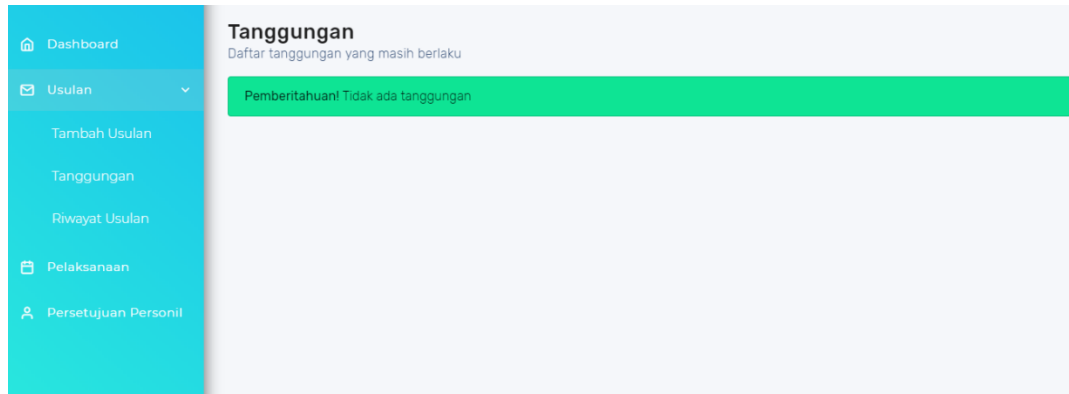 Dashboard
Usulan
Tambah Usulan
Tanggungan
Riwayat Usulan
Pelaksanaan
Persetujuan Personil
Tanggungan
Daftar tanggungan yang masih berlaku
Pemberitahuan! Tidak ada tanggungan